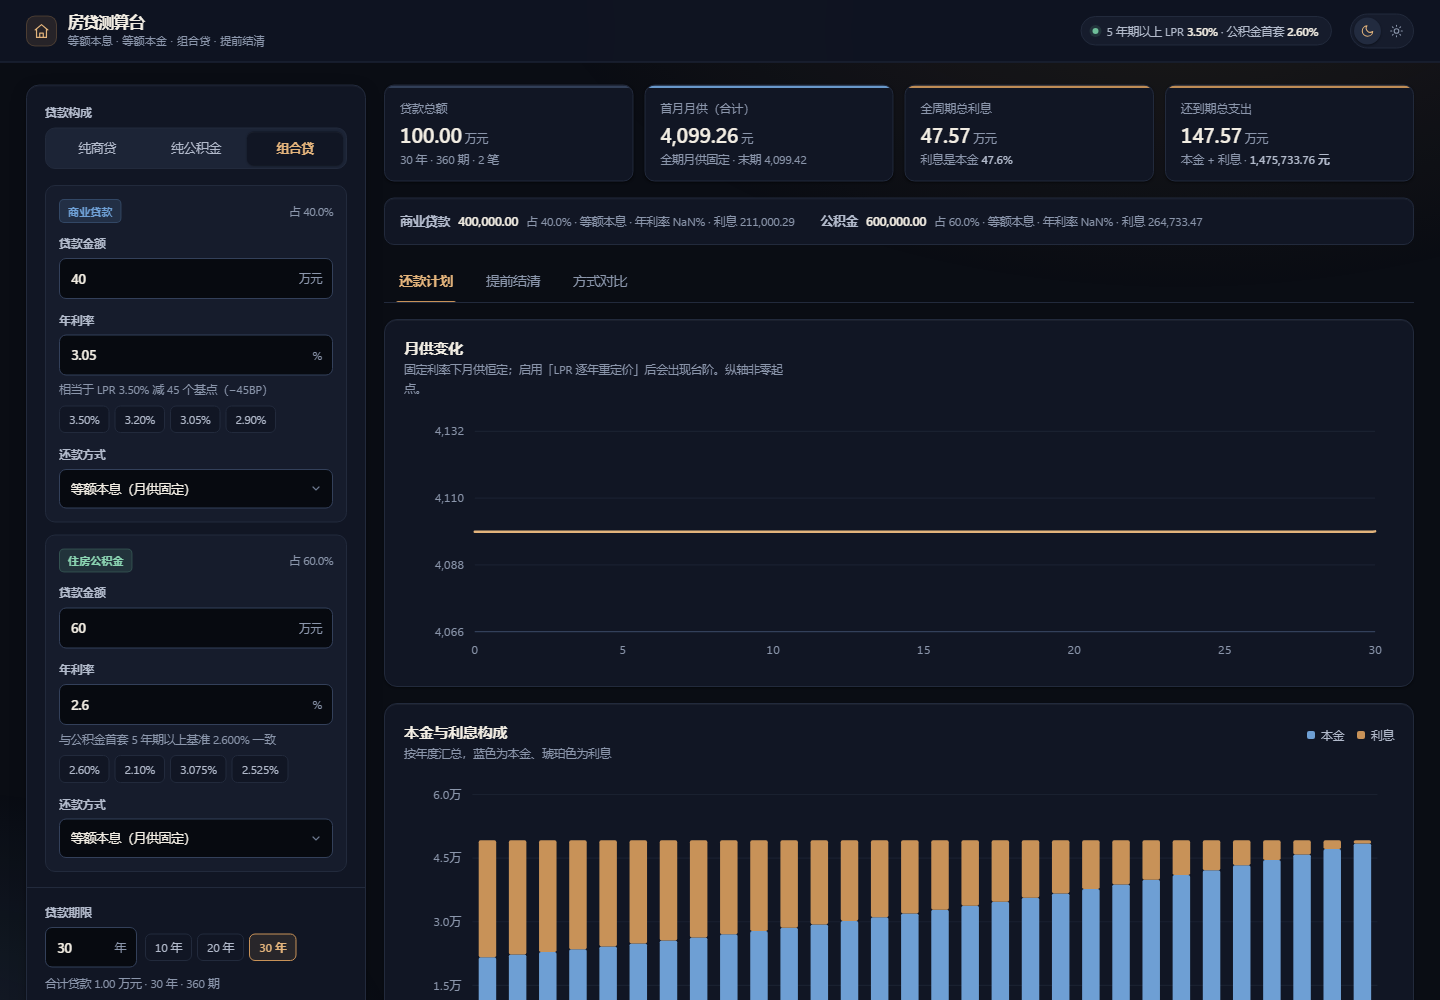 房贷测算台
等额本息 · 等额本金 · 组合贷 · 提前结清
5 年期以上 LPR 3.50% · 公积金首套 2.60%
贷款构成
纯商贷
纯公积金
组合贷
商业贷款
占 40.0%
贷款金额
40
万元
年利率
3.05
%
相当于 LPR 3.50% 减 45 个基点（−45BP）
3.50%
3.20%
3.05%
2.90%
还款方式
等额本息（月供固定）
住房公积金
占 60.0%
贷款金额
60
万元
年利率
2.6
%
与公积金首套 5 年期以上基准 2.600% 一致
2.60%
2.10%
3.075%
2.525%
还款方式
等额本息（月供固定）
贷款期限
30
年
10 年
20 年
30 年
合计贷款 1.00 万元 · 30 年 · 360 期
贷款总额
100.00 万元
30 年 · 360 期 · 2 笔
首月月供（合计）
4,099.26 元
全期月供固定 · 末期 4,099.42
全周期总利息
47.57 万元
利息是本金 47.6%
还到期总支出
147.57 万元
本金 + 利息 · 1,475,733.76 元
商业贷款 400,000.00 占 40.0% · 等额本息 · 年利率 NaN% · 利息 211,000.29
公积金 600,000.00 占 60.0% · 等额本息 · 年利率 NaN% · 利息 264,733.47
还款计划
提前结清
方式对比
月供变化
固定利率下月供恒定；启用「LPR 逐年重定价」后会出现台阶。纵轴非零起
点。
4,132
4,110
4,088
4,066
0
5
10
15
20
25
30
本金与利息构成
按年度汇总，蓝色为本金、琥珀色为利息
本金
利息
6.0万
4.5万
3.0万
1.5万